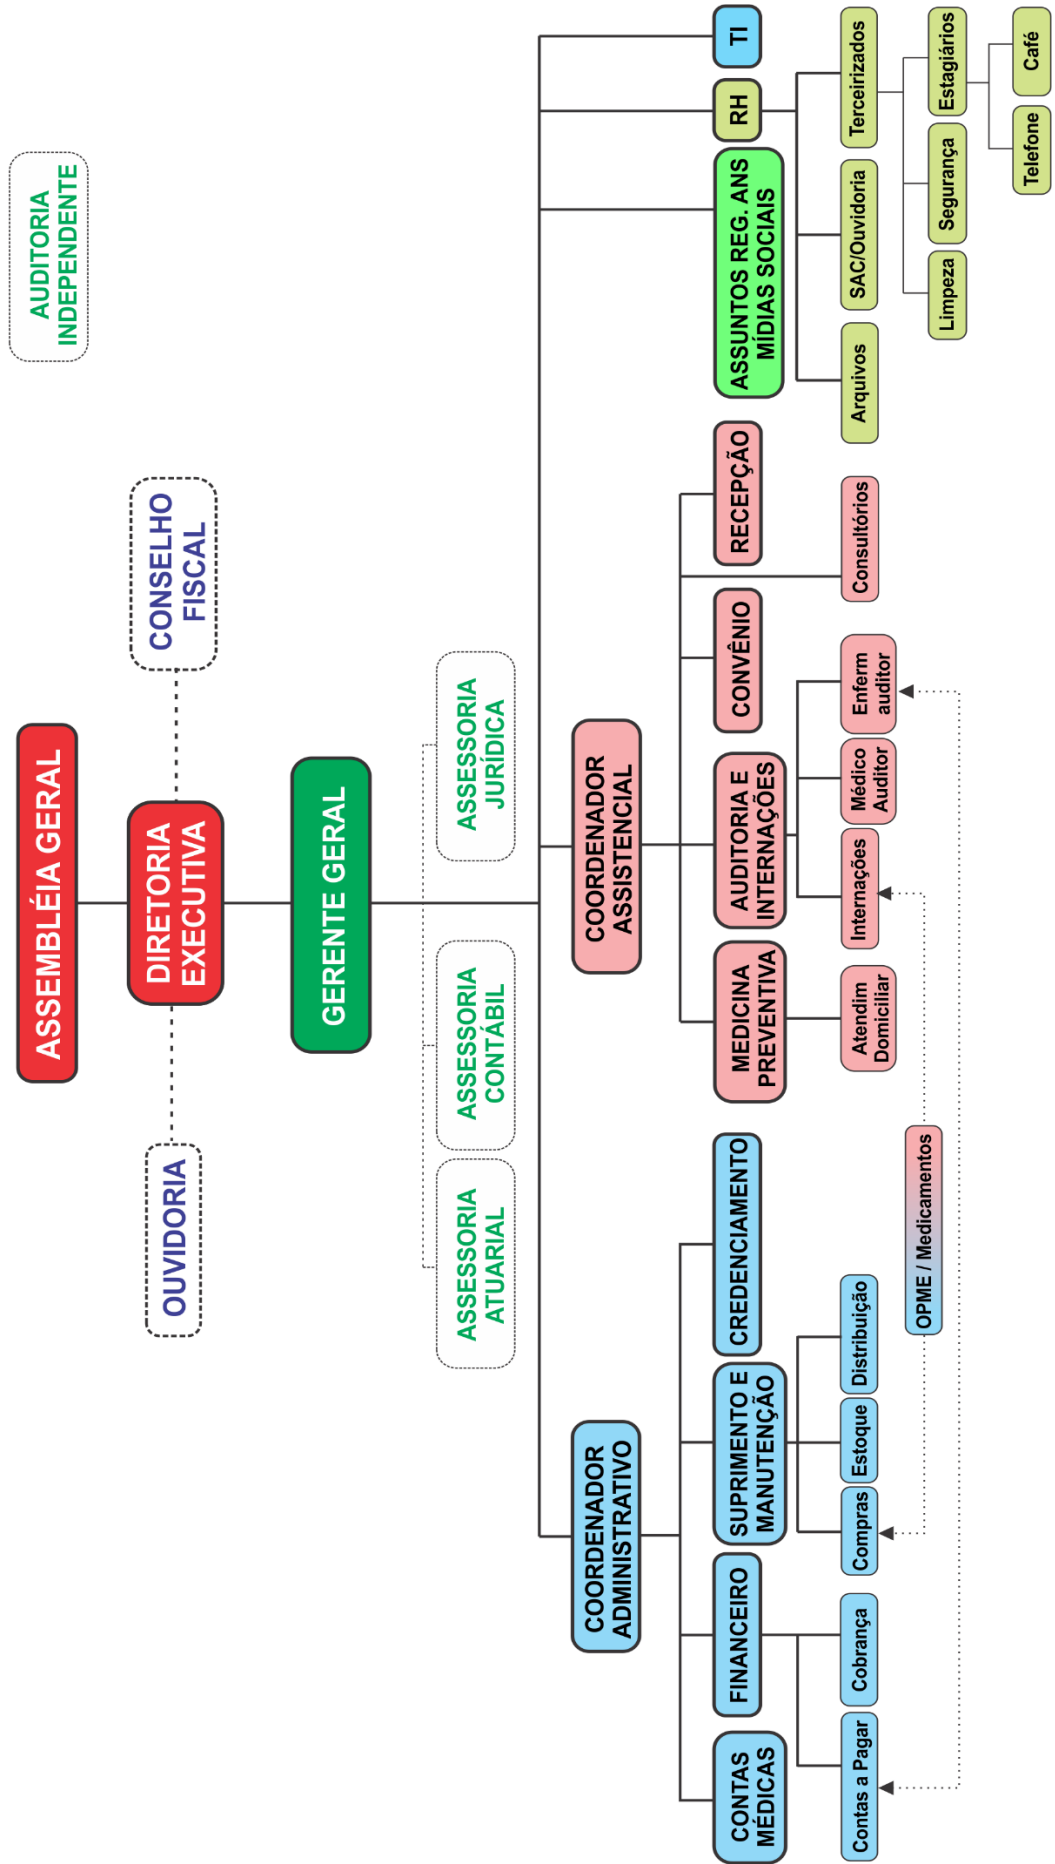 AUDITORIA
INDEPENDENTE
ASSEMBLÉIA GERAL
OUVIDORIA
DIRETORIA
EXECUTIVA
CONSELHO
FISCAL
GERENTE GERAL
ASSESSORIA
ATUARIAL
ASSESSORIA
CONTÁBIL
ASSESSORIA
JURÍDICA
COORDENADOR
ADMINISTRATIVO
COORDENADOR
ASSISTENCIAL
CONTAS
MÉDICAS
FINANCEIRO
SUPRIMENTO E
MANUTENÇÃO
CREDENCIAMENTO
MEDICINA
PREVENTIVA
AUDITORIA E
INTERNAÇÕES
CONVÊNIO
RECEPÇÃO
ASSUNTOS REG. ANS
MÍDIAS SOCIAIS
RH
TI
Contas a Pagar
Cobrança
Compras
Estoque
Distribuição
Atendim
Domiciliar
Internações
Médico
Auditor
Enferm
auditor
Consultórios
Arquivos
SAC/Ouvidoria
Terceirizados
OPME / Medicamentos
Limpeza
Segurança
Estagiários
Telefone
Café